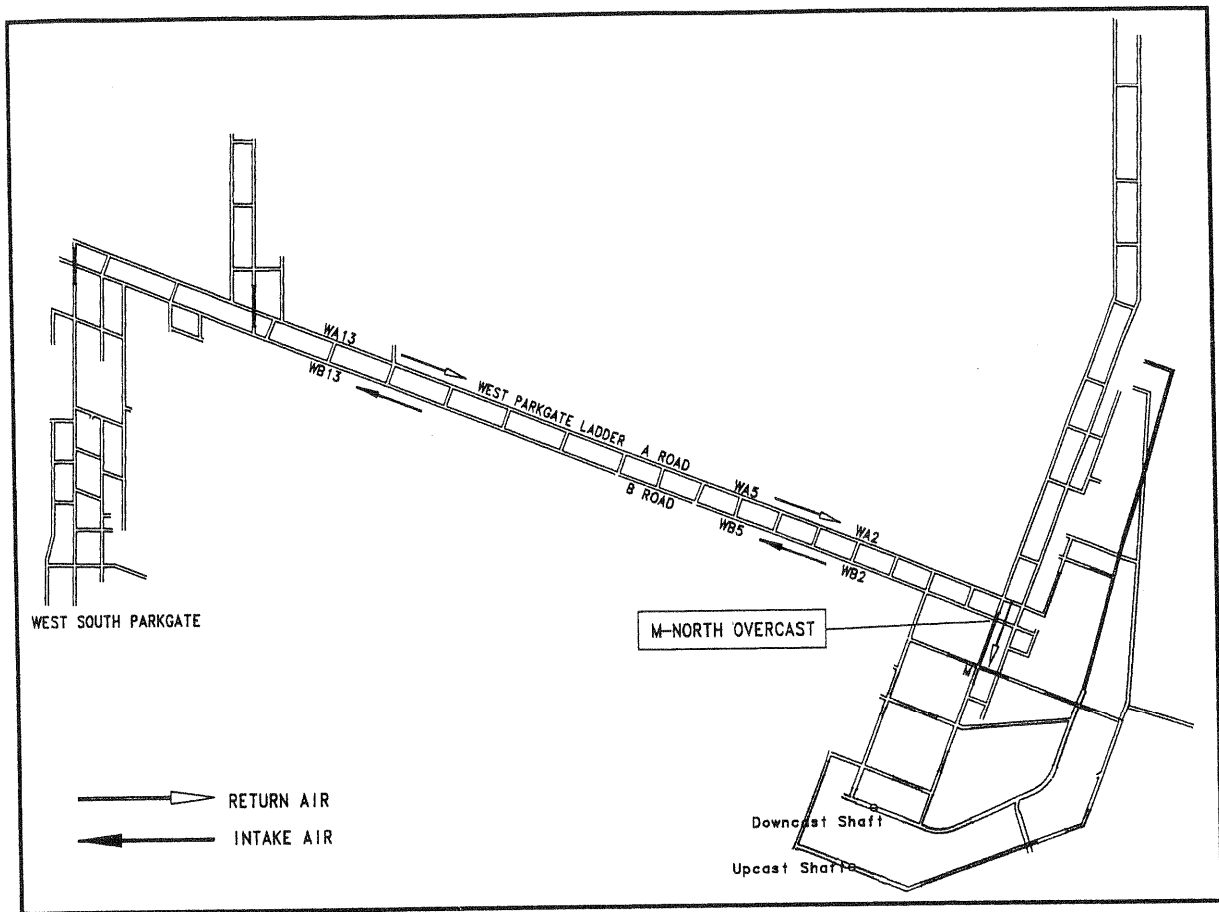 WA13
WB13
WEST PARKGATE LADDER A ROAD
B ROAD
WA5
WB5
WA2
WB2
WEST SOUTH PARKGATE
M-NORTH OVERCAST
M
RETURN AIR
INTAKE AIR
Downcast Shaft
Upcast Shaft